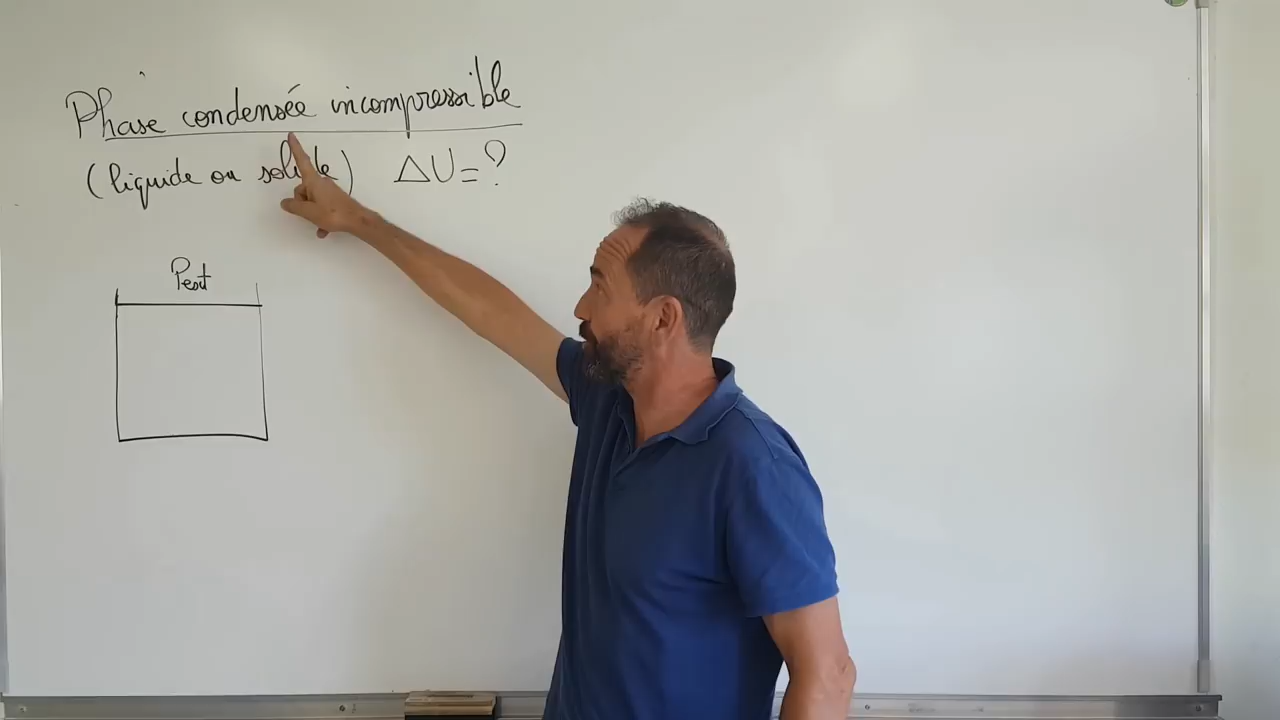 Phase condensée incompressible
(liquide ou solide) ΔU = ?
Pext